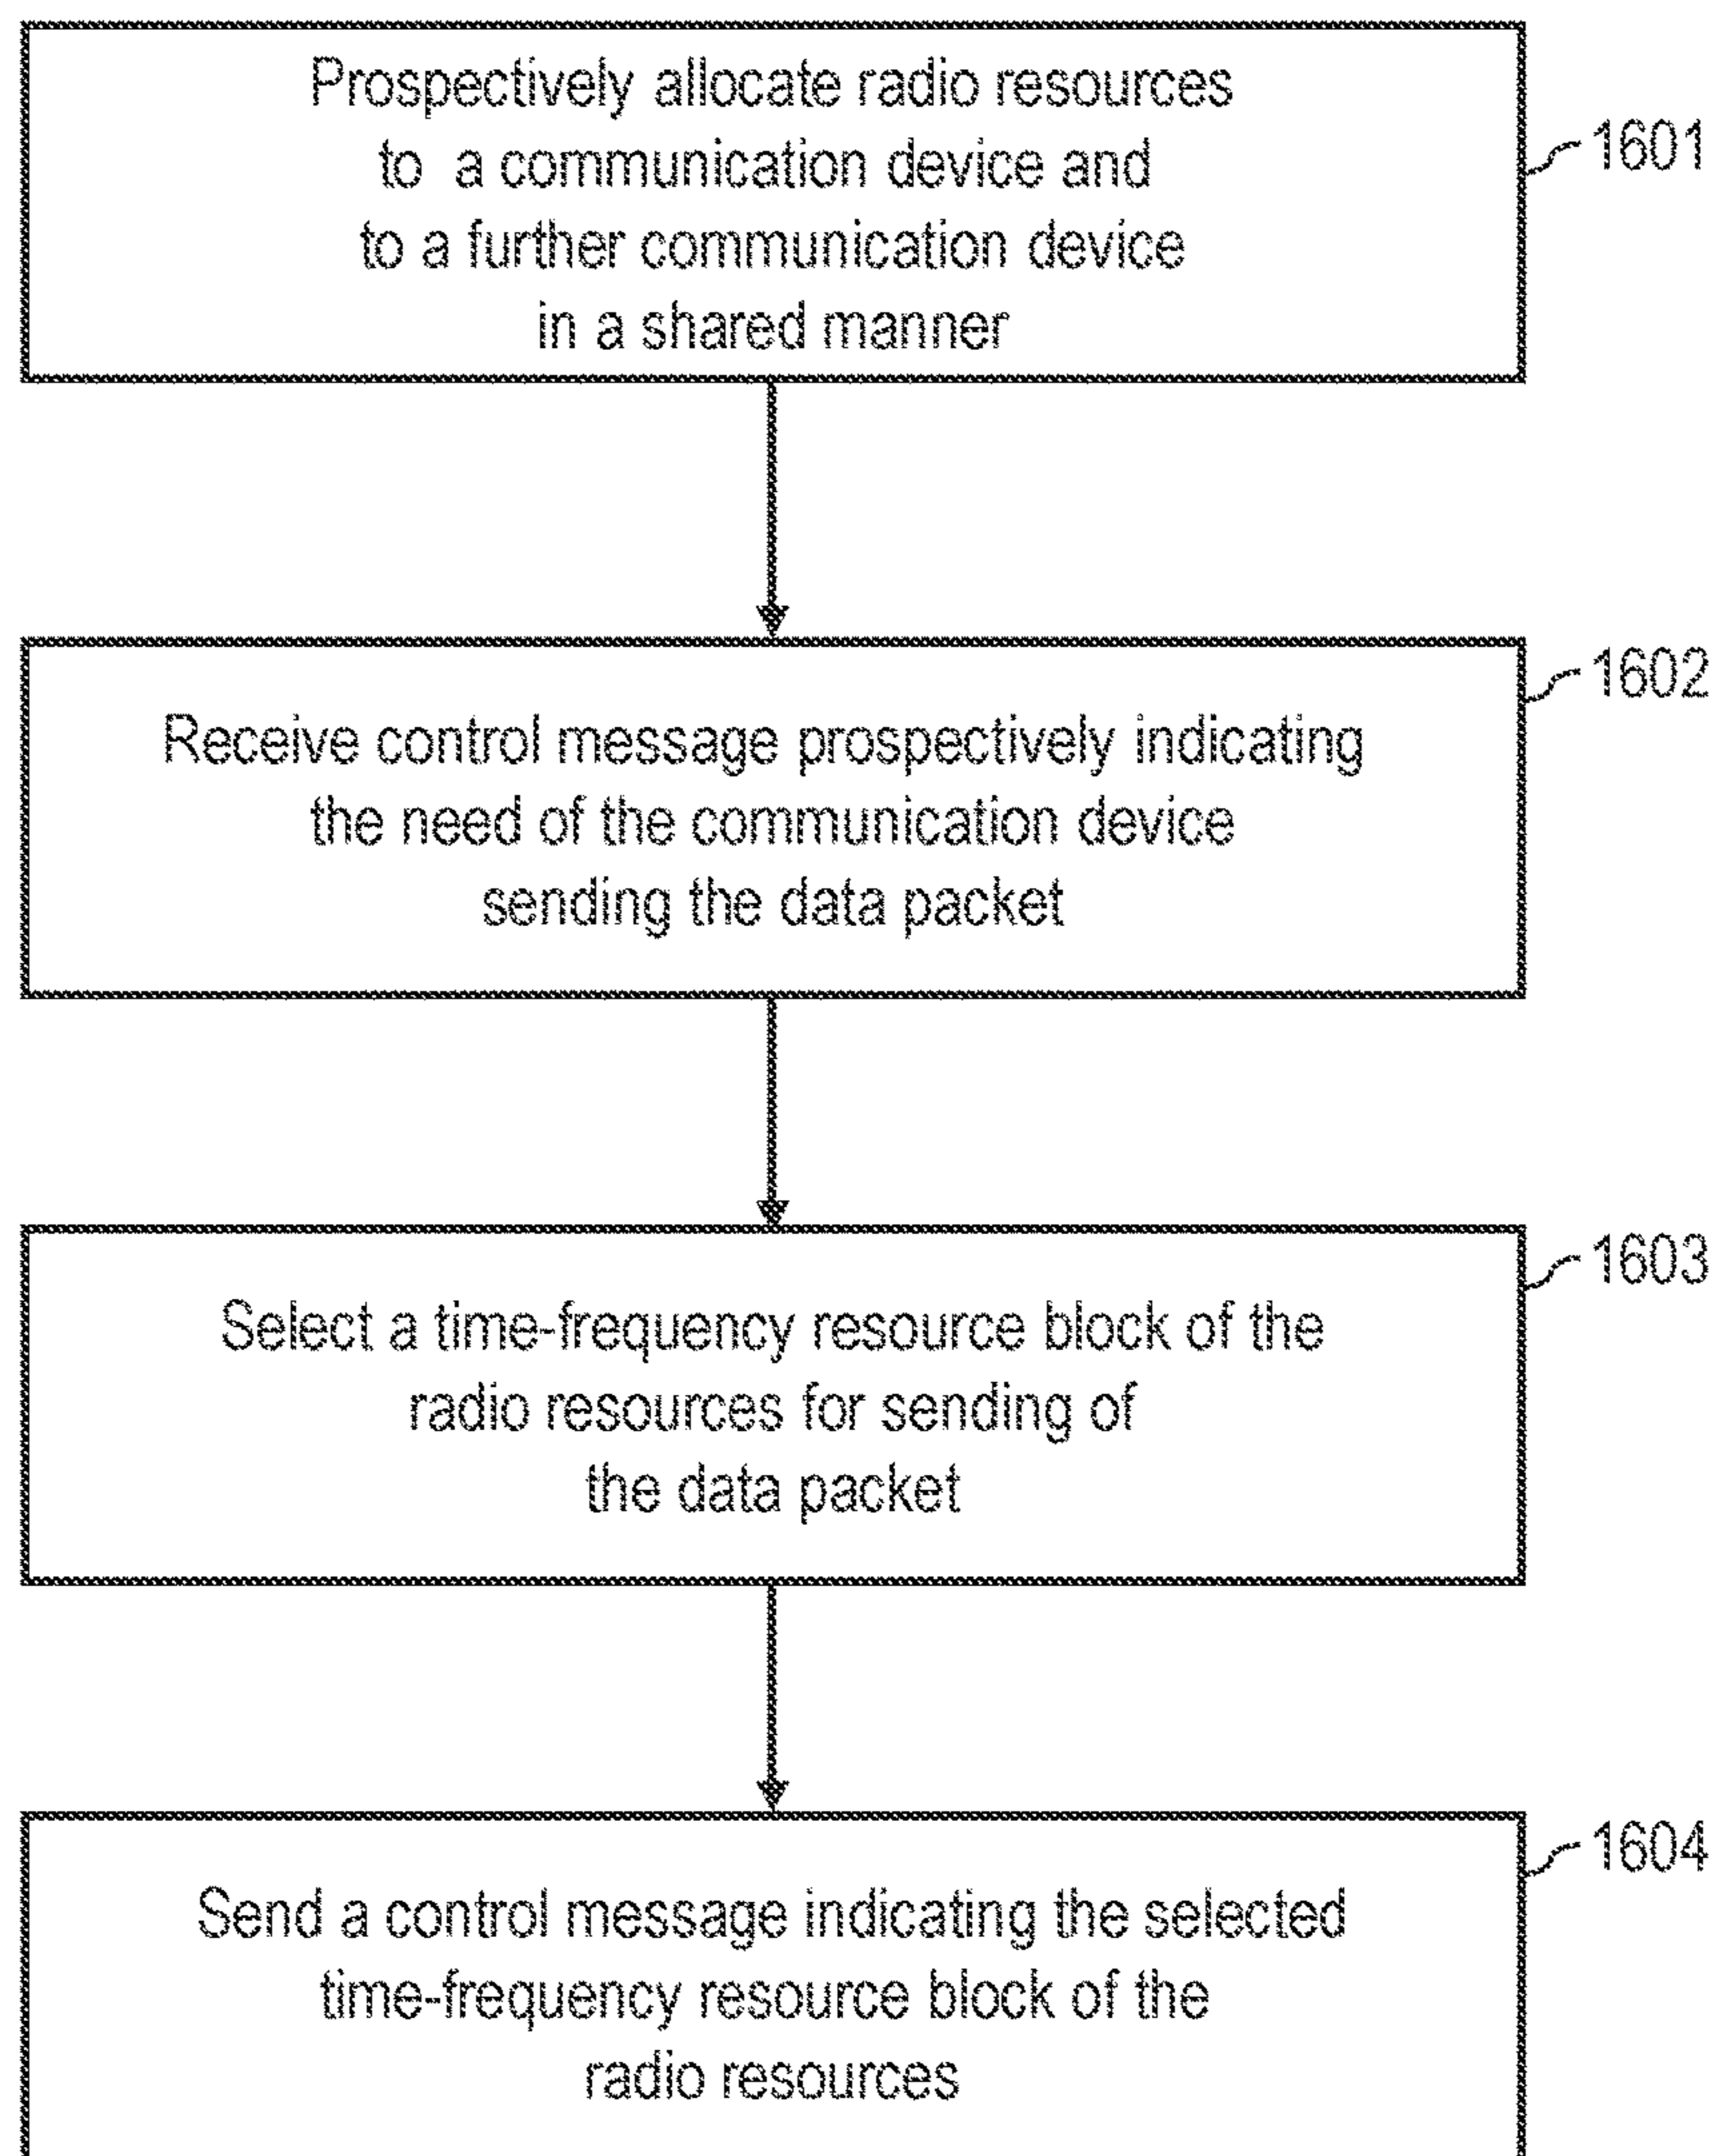 Prospectively allocate radio resources
to a communication device and
to a further communication device
in a shared manner
1601
Receive control message prospectively indicating
the need of the communication device
sending the data packet
1602
Select a time-frequency resource block of the
radio resources for sending of
the data packet
1603
Send a control message indicating the selected
time-frequency resource block of the
radio resources
1604